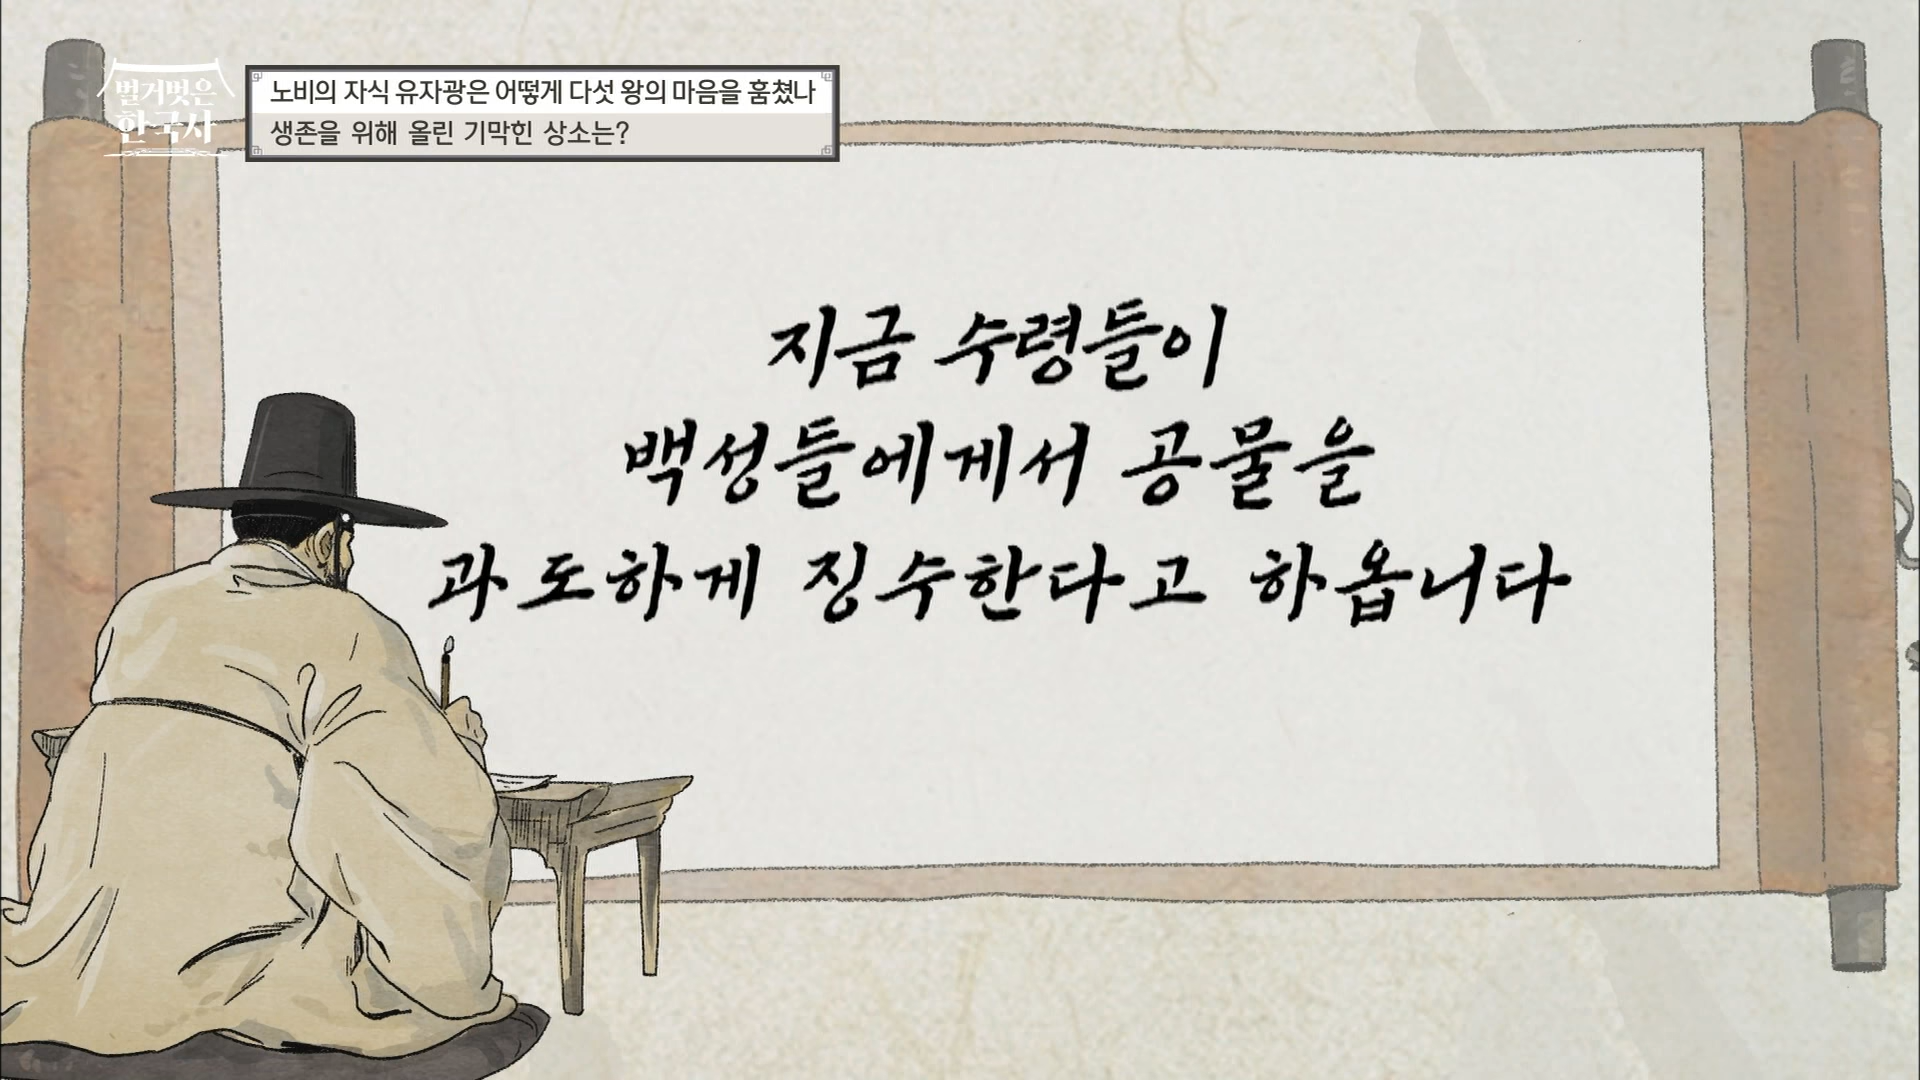 벌거벗은
한국사
노비의 자식 유자광은 어떻게 다섯 왕의 마음을 훔쳤나
생존을 위해 올린 기막힌 상소는?
지금 수령들이
백성들에게서 공물을
과도하게 징수한다고 하옵니다